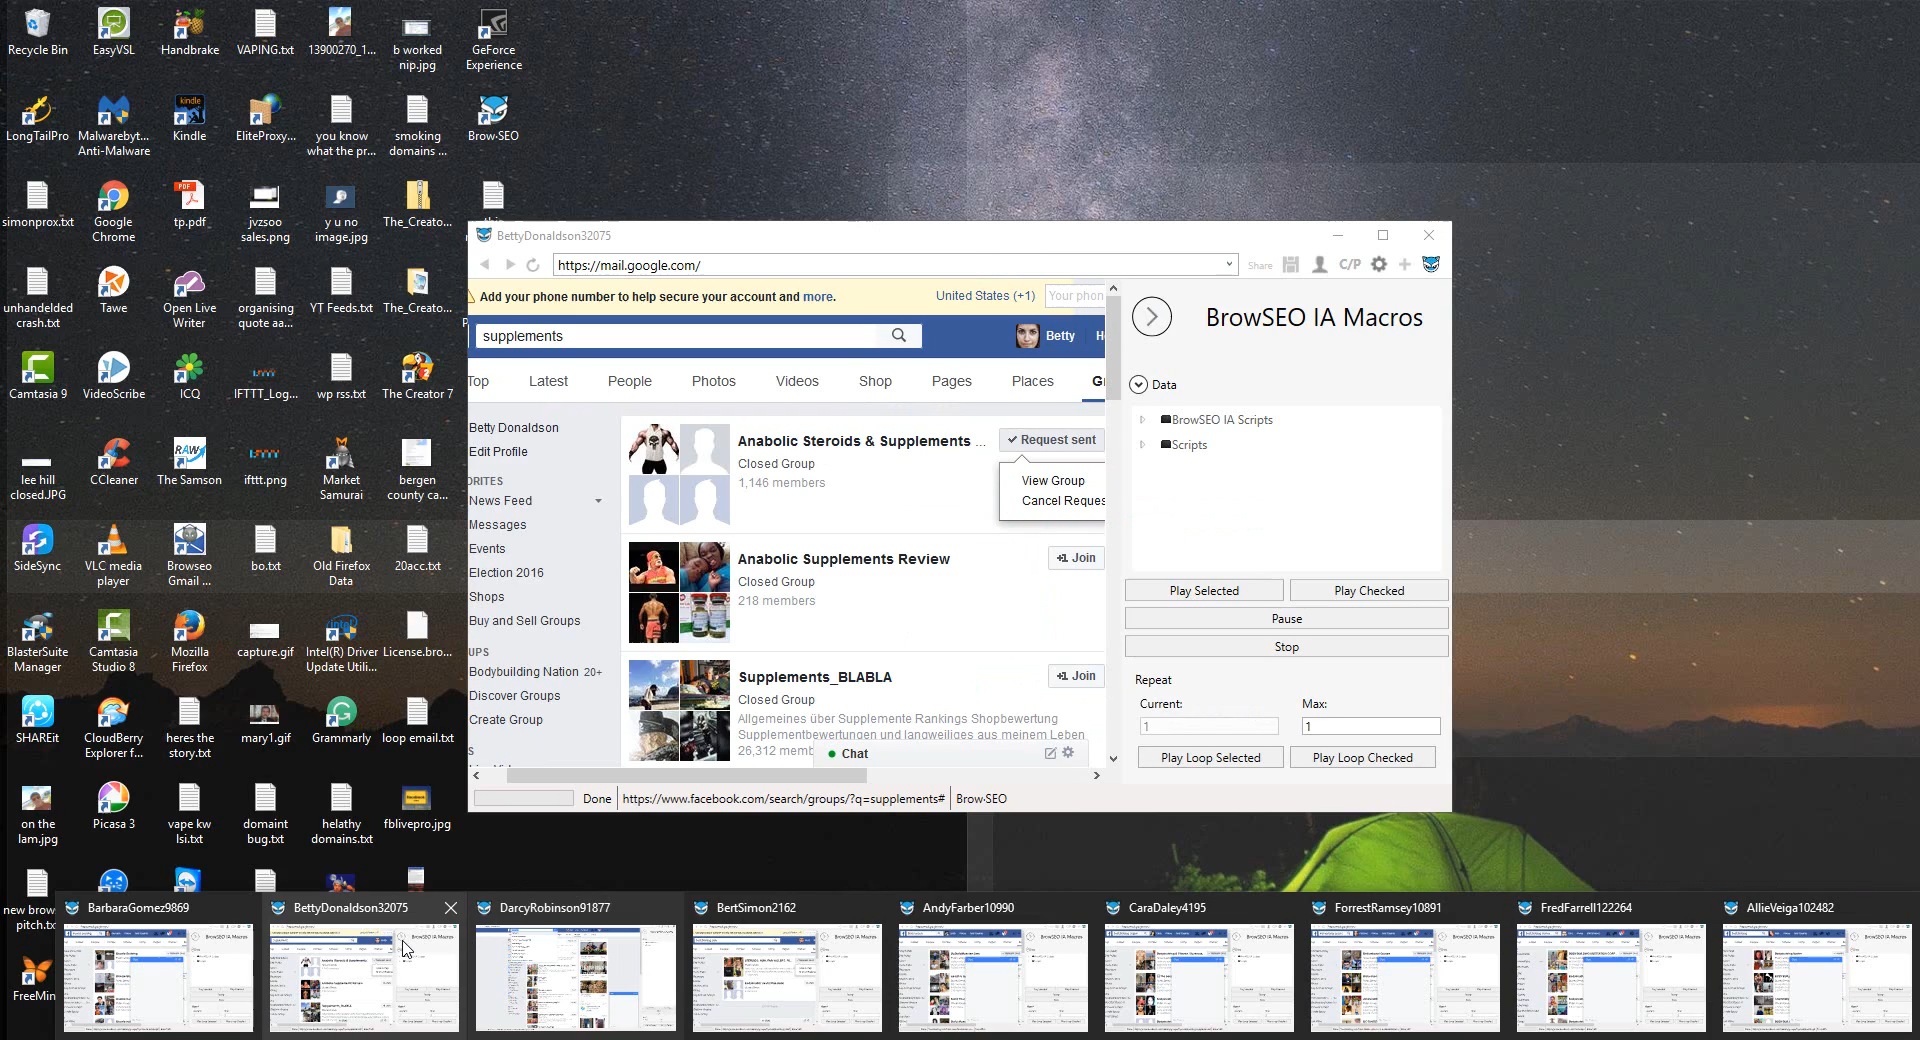 Recycle Bin
EasyVSL
Handbrake
VAPING.txt
13900270_1...
b worked
nip.jpg
GeForce
Experience
LongTailPro
Malwarebyt...
Anti-Malware
Kindle
EliteProxy...
you know
what the pr...
smoking
domains ...
Brow-SEO
simonprox.txt
Google
Chrome
tp.pdf
jvzsoo
sales.png
y u no
image.jpg
The_Creato...
unhandelded
crash.txt
Tawe
Open Live
Writer
organising
quote aa...
YT Feeds.txt
The_Creato...
Camtasia 9
VideoScribe
ICQ
IFTTT_Log...
wp rss.txt
The Creator 7
lee hill
closed.JPG
CCleaner
The Samson
ifttt.png
Market
Samurai
bergen
county ca...
SideSync
VLC media
player
Browseo
Gmail ...
bo.txt
Old Firefox
Data
20acc.txt
BlasterSuite
Manager
Camtasia
Studio 8
Mozilla
Firefox
capture.gif
Intel(R) Driver
Update Utili...
License.bro...
SHAREit
CloudBerry
Explorer f...
heres the
story.txt
mary1.gif
Grammarly
loop email.txt
on the
lam.jpg
Picasa 3
vape kw
lsi.txt
domaint
bug.txt
helathy
domains.txt
fblivepro.jpg
new brow
pitch.tx
FreeMin
BettyDonaldson32075
https://mail.google.com/
Share
C/P
Add your phone number to help secure your account and more.
United States (+1)
Your phon
supplements
Betty
Top
Latest
People
Photos
Videos
Shop
Pages
Places
Betty Donaldson
Edit Profile
ORITES
News Feed
Messages
Events
Election 2016
Shops
Buy and Sell Groups
UPS
Bodybuilding Nation 20+
Discover Groups
Create Group
Anabolic Steroids & Supplements ...
Closed Group
1,146 members
Request sent
View Group
Cancel Reques
Anabolic Supplements Review
Closed Group
218 members
+1 Join
Supplements_BLABLA
Closed Group
Allgemeines über Supplemente Rankings Shopbewertung
Supplementbewertungen und langweiliges aus meinem Leben
26,312 memb
+1 Join
Chat
Done
https://www.facebook.com/search/groups/?q=supplements#
Brow-SEO
BrowSEO IA Macros
Data
BrowSEO IA Scripts
Scripts
Play Selected
Play Checked
Pause
Stop
Repeat
Current:
Max:
1
1
Play Loop Selected
Play Loop Checked
BarbaraGomez9869
BettyDonaldson32075
DarcyRobinson91877
BertSimon2162
AndyFarber10990
CaraDaley4195
ForrestRamsey10891
FredFarrell122264
AllieVeiga102482